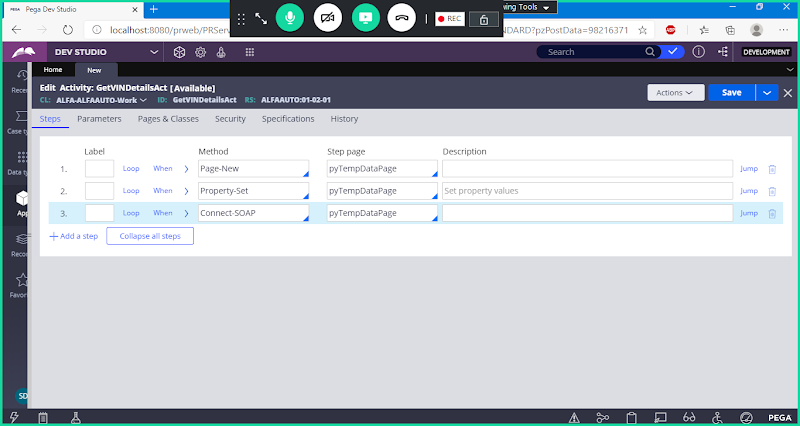 PEGA Pega Dev Studio
wing Tools
localhost:8080/prweb/PRSer
NDARD?pzPostData=98216371
REC
DEV STUDIO
Search
DEVELOPMENT
Home New
Edit Activity: GetVINDetailsAct [Available]
CL: ALFA-ALFAAUTO-Work ID: GetVINDetailsAct RS: ALFAAUTO:01-02-01
Actions Save
Recen
Case ty
Data ty
App
Recor
Favori
SD
Steps Parameters Pages & Classes Security Specifications History
Label Method Step page Description
1. Loop When Page-New pyTempDataPage Jump
2. Loop When Property-Set pyTempDataPage Set property values Jump
3. Loop When Connect-SOAP pyTempDataPage Jump
+ Add a step Collapse all steps
PEGA